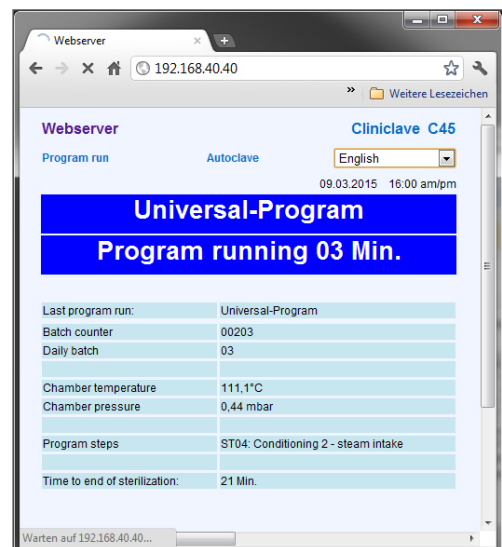 Webserver
192.168.40.40
» Weitere Lesezeichen
Webserver Cliniclave C45
Program run Autoclave English
09.03.2015 16:00 am/pm
Universal-Program
Program running 03 Min.
Last program run: Universal-Program
Batch counter 00203
Daily batch 03
Chamber temperature 111,1°C
Chamber pressure 0,44 mbar
Program steps ST04: Conditioning 2 - steam intake
Time to end of sterilization: 21 Min.
Warten auf 192.168.40.40...